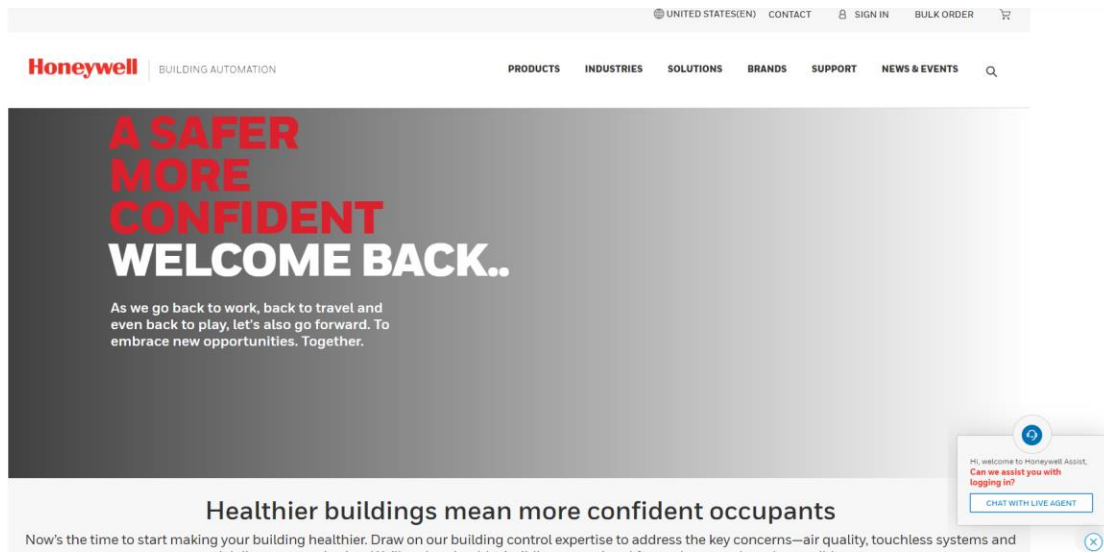 UNITED STATES(EN) CONTACT SIGN IN BULK ORDER
Honeywell BUILDING AUTOMATION PRODUCTS INDUSTRIES SOLUTIONS BRANDS SUPPORT NEWS & EVENTS
A SAFER
MORE
CONFIDENT
WELCOME BACK..
As we go back to work, back to travel and
even back to play, let's also go forward. To
embrace new opportunities. Together.
Hi, welcome to Honeywell Assist,
Can we assist you with
logging in?
CHAT WITH LIVE AGENT
Healthier buildings mean more confident occupants
Now's the time to start making your building healthier. Draw on our building control expertise to address the key concerns—air quality, touchless systems and